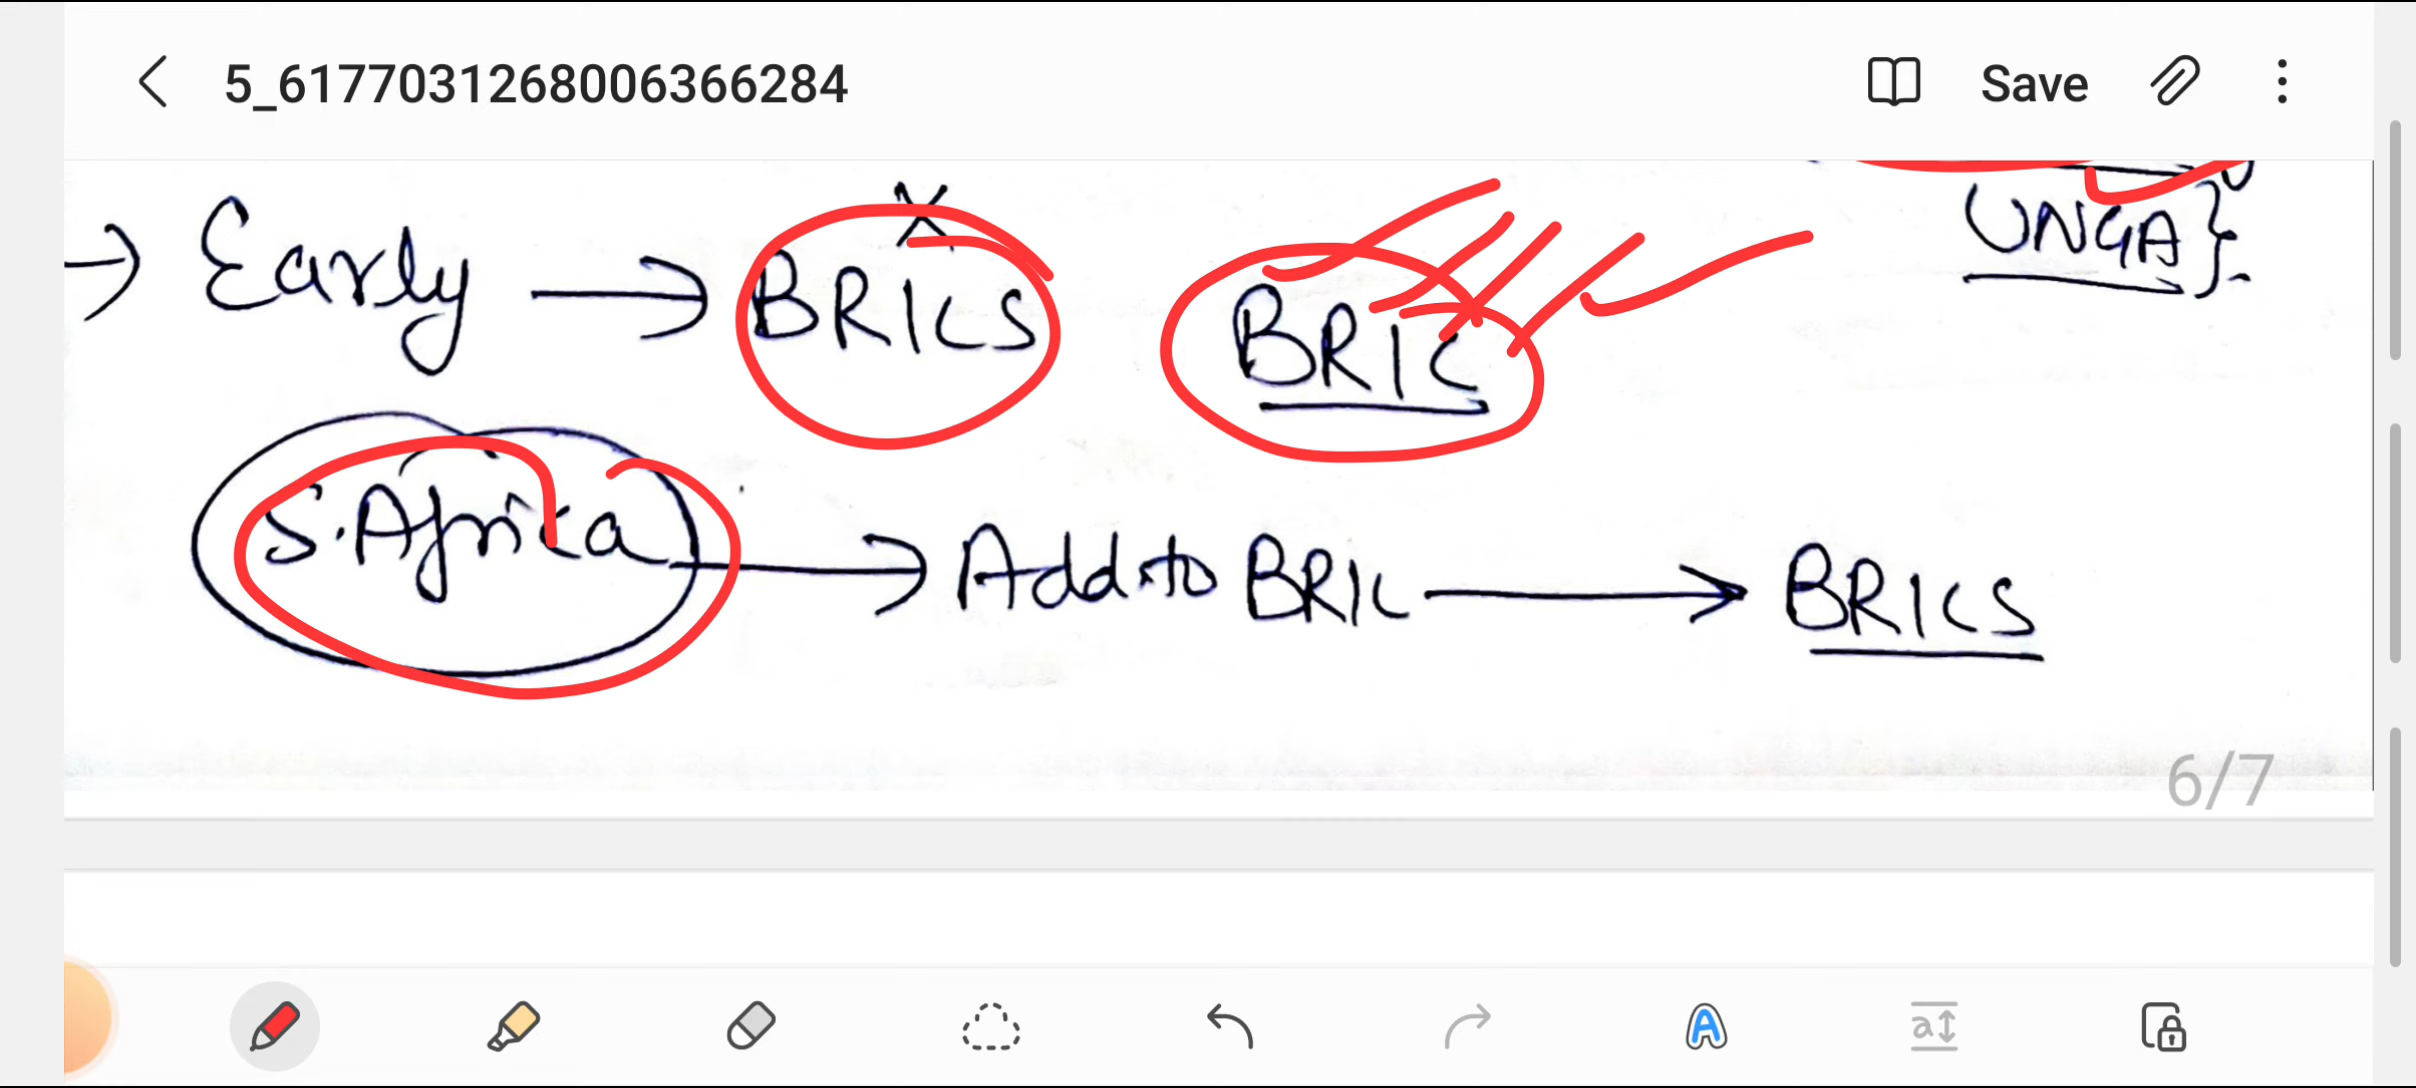 5_6177031268006366284 Save
UNGA}.
→ Early → BRICS X BRIC
S. Africa → Add to BRIC → BRICS
6/7
A a